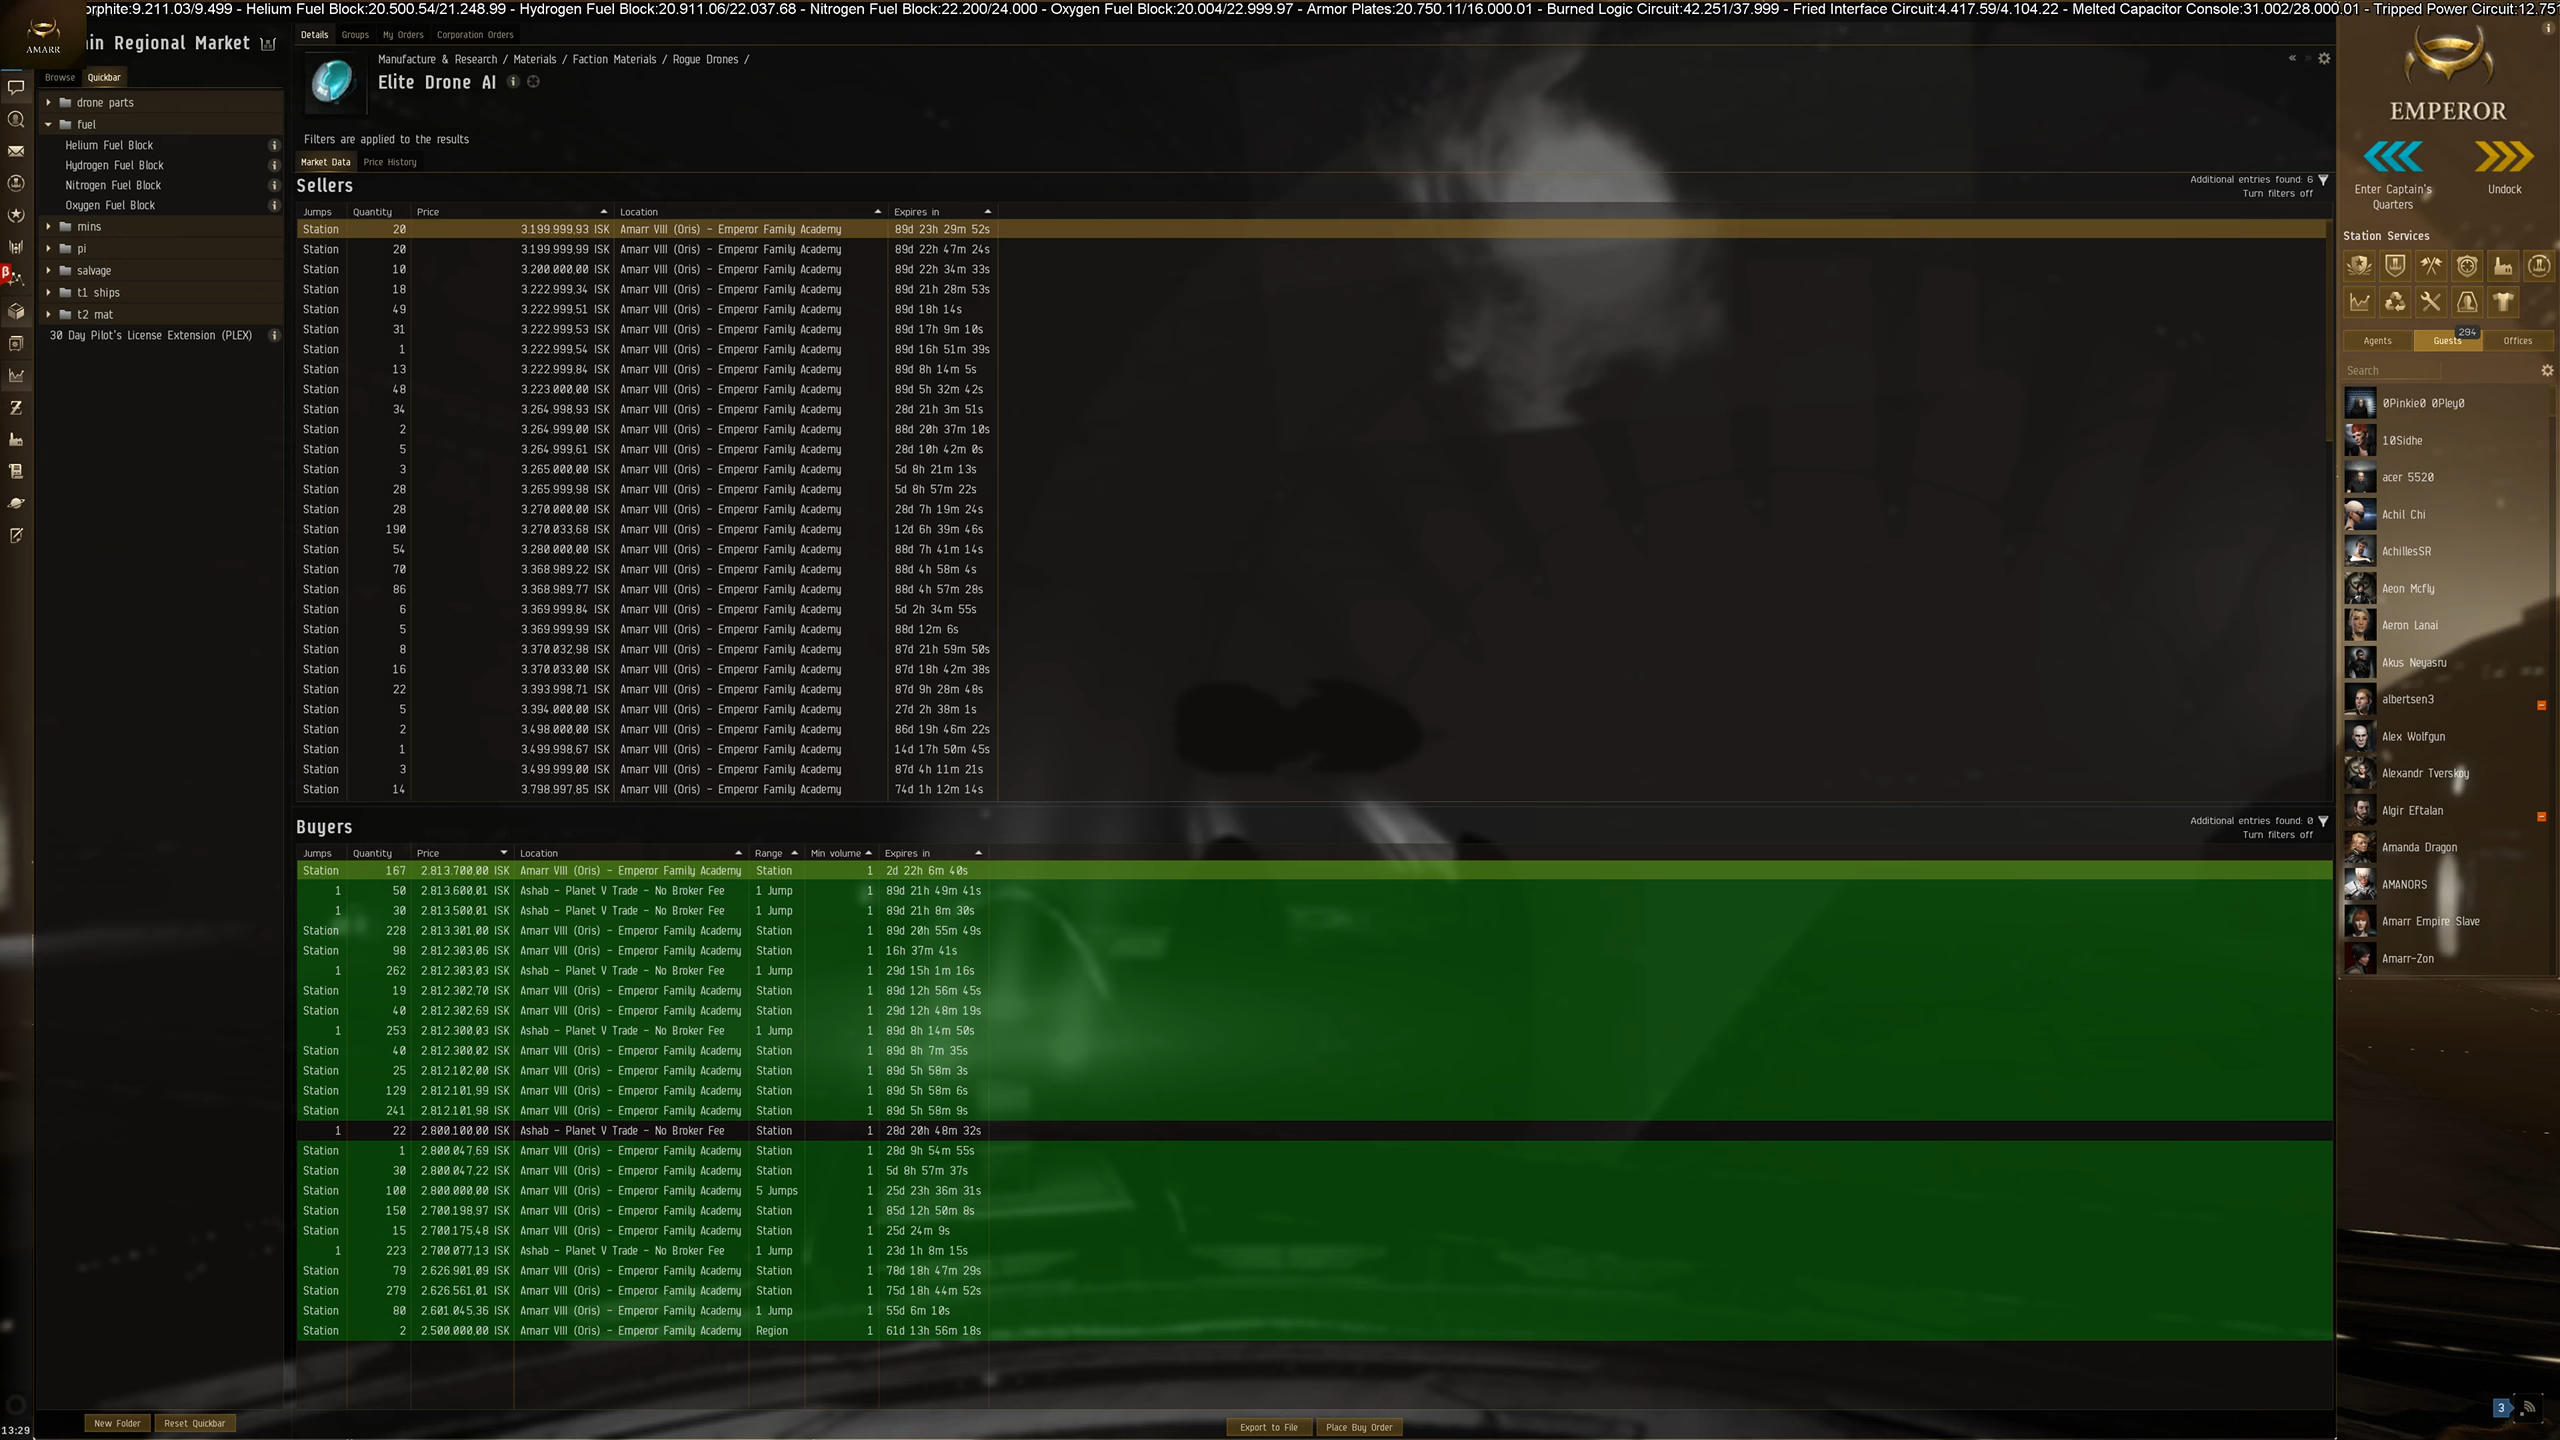 orphite:9.211.03/9.499 - Helium Fuel Block:20.500.54/21.248.99 - Hydrogen Fuel Block:20.911.06/22.037.68 - Nitrogen Fuel Block:22.200/24.000 - Oxygen Fuel Block:20.004/22.999.97 - Armor Plates:20.750.11/16.000.01 - Burned Logic Circuit:42.251/37.999 - Fried Interface Circuit:4.417.59/4.104.22 - Melted Capacitor Console:31.002/28.000.01 - Tripped Power Circuit:12.751
AMARR
in Regional Market
Browse Quickbar
drone parts
fuel
Helium Fuel Block
Hydrogen Fuel Block
Nitrogen Fuel Block
Oxygen Fuel Block
mins
pi
salvage
t1 ships
t2 mat
30 Day Pilot's License Extension (PLEX)
New Folder Reset Quickbar
13:29
Details Groups My Orders Corporation Orders
Manufacture & Research / Materials / Faction Materials / Rogue Drones /
Elite Drone AI
Filters are applied to the results
Market Data Price History
Sellers
Additional entries found: 6
Turn filters off
Jumps Quantity Price Location Expires in
Station 20 3.199.999,93 ISK Amarr VIII (Oris) - Emperor Family Academy 89d 23h 29m 52s
Station 20 3.199.999,99 ISK Amarr VIII (Oris) - Emperor Family Academy 89d 22h 47m 24s
Station 10 3.200.000,00 ISK Amarr VIII (Oris) - Emperor Family Academy 89d 22h 34m 33s
Station 18 3.222.999,34 ISK Amarr VIII (Oris) - Emperor Family Academy 89d 21h 28m 53s
Station 49 3.222.999,51 ISK Amarr VIII (Oris) - Emperor Family Academy 89d 18h 14s
Station 31 3.222.999,53 ISK Amarr VIII (Oris) - Emperor Family Academy 89d 17h 9m 10s
Station 1 3.222.999,54 ISK Amarr VIII (Oris) - Emperor Family Academy 89d 16h 51m 39s
Station 13 3.222.999,84 ISK Amarr VIII (Oris) - Emperor Family Academy 89d 8h 14m 5s
Station 48 3.223.000,00 ISK Amarr VIII (Oris) - Emperor Family Academy 89d 5h 32m 42s
Station 34 3.264.998,93 ISK Amarr VIII (Oris) - Emperor Family Academy 28d 21h 3m 51s
Station 2 3.264.999,00 ISK Amarr VIII (Oris) - Emperor Family Academy 88d 20h 37m 10s
Station 5 3.264.999,61 ISK Amarr VIII (Oris) - Emperor Family Academy 28d 10h 42m 0s
Station 3 3.265.000,00 ISK Amarr VIII (Oris) - Emperor Family Academy 5d 8h 21m 13s
Station 28 3.265.999,98 ISK Amarr VIII (Oris) - Emperor Family Academy 5d 8h 57m 22s
Station 28 3.270.000,00 ISK Amarr VIII (Oris) - Emperor Family Academy 28d 7h 19m 24s
Station 190 3.270.033,68 ISK Amarr VIII (Oris) - Emperor Family Academy 12d 6h 39m 46s
Station 54 3.280.000,00 ISK Amarr VIII (Oris) - Emperor Family Academy 88d 7h 41m 14s
Station 70 3.368.989,22 ISK Amarr VIII (Oris) - Emperor Family Academy 88d 4h 58m 4s
Station 86 3.368.989,77 ISK Amarr VIII (Oris) - Emperor Family Academy 88d 4h 57m 28s
Station 6 3.369.999,84 ISK Amarr VIII (Oris) - Emperor Family Academy 5d 2h 34m 55s
Station 5 3.369.999,99 ISK Amarr VIII (Oris) - Emperor Family Academy 88d 12m 6s
Station 8 3.370.032,98 ISK Amarr VIII (Oris) - Emperor Family Academy 87d 21h 59m 50s
Station 16 3.370.033,00 ISK Amarr VIII (Oris) - Emperor Family Academy 87d 18h 42m 38s
Station 22 3.393.998,71 ISK Amarr VIII (Oris) - Emperor Family Academy 87d 9h 28m 48s
Station 5 3.394.000,00 ISK Amarr VIII (Oris) - Emperor Family Academy 27d 2h 38m 1s
Station 2 3.498.000,00 ISK Amarr VIII (Oris) - Emperor Family Academy 86d 19h 46m 22s
Station 1 3.499.998,67 ISK Amarr VIII (Oris) - Emperor Family Academy 14d 17h 50m 45s
Station 3 3.499.999,00 ISK Amarr VIII (Oris) - Emperor Family Academy 87d 4h 11m 21s
Station 14 3.798.997,85 ISK Amarr VIII (Oris) - Emperor Family Academy 74d 1h 12m 14s
Buyers
Additional entries found: 0
Turn filters off
Jumps Quantity Price Location Range Min volume Expires in
Station 167 2.813.700,00 ISK Amarr VIII (Oris) - Emperor Family Academy Station 1 2d 22h 6m 40s
1 50 2.813.600,01 ISK Ashab - Planet V Trade - No Broker Fee 1 Jump 1 89d 21h 49m 41s
1 30 2.813.500,01 ISK Ashab - Planet V Trade - No Broker Fee 1 Jump 1 89d 21h 8m 30s
Station 228 2.813.301,00 ISK Amarr VIII (Oris) - Emperor Family Academy Station 1 89d 20h 55m 49s
Station 98 2.812.303,06 ISK Amarr VIII (Oris) - Emperor Family Academy Station 1 16h 37m 41s
1 262 2.812.303,03 ISK Ashab - Planet V Trade - No Broker Fee 1 Jump 1 29d 15h 1m 16s
Station 19 2.812.302,70 ISK Amarr VIII (Oris) - Emperor Family Academy Station 1 89d 12h 56m 45s
Station 40 2.812.302,69 ISK Amarr VIII (Oris) - Emperor Family Academy Station 1 29d 12h 48m 19s
1 253 2.812.300,03 ISK Ashab - Planet V Trade - No Broker Fee 1 Jump 1 89d 8h 14m 50s
Station 40 2.812.300,02 ISK Amarr VIII (Oris) - Emperor Family Academy Station 1 89d 8h 7m 35s
Station 25 2.812.102,00 ISK Amarr VIII (Oris) - Emperor Family Academy Station 1 89d 5h 58m 3s
Station 129 2.812.101,99 ISK Amarr VIII (Oris) - Emperor Family Academy Station 1 89d 5h 58m 6s
Station 241 2.812.101,98 ISK Amarr VIII (Oris) - Emperor Family Academy Station 1 89d 5h 58m 9s
1 22 2.800.100,00 ISK Ashab - Planet V Trade - No Broker Fee 1 Jump 1 28d 20h 48m 32s
Station 1 2.800.047,69 ISK Amarr VIII (Oris) - Emperor Family Academy Station 1 28d 9h 54m 55s
Station 30 2.800.047,22 ISK Amarr VIII (Oris) - Emperor Family Academy Station 1 5d 8h 57m 37s
Station 100 2.800.000,00 ISK Amarr VIII (Oris) - Emperor Family Academy 5 Jumps 1 25d 23h 36m 31s
Station 150 2.700.198,97 ISK Amarr VIII (Oris) - Emperor Family Academy Station 1 85d 12h 50m 8s
Station 15 2.700.175,48 ISK Amarr VIII (Oris) - Emperor Family Academy Station 1 25d 24m 9s
1 223 2.700.077,13 ISK Ashab - Planet V Trade - No Broker Fee 1 Jump 1 23d 1h 8m 15s
Station 79 2.626.901,09 ISK Amarr VIII (Oris) - Emperor Family Academy Station 1 78d 18h 47m 29s
Station 279 2.626.561,01 ISK Amarr VIII (Oris) - Emperor Family Academy Station 1 75d 18h 44m 52s
Station 80 2.601.045,36 ISK Amarr VIII (Oris) - Emperor Family Academy 1 Jump 1 55d 6m 10s
Station 2 2.500.000,00 ISK Amarr VIII (Oris) - Emperor Family Academy Region 1 61d 13h 56m 18s
Export to File Place Buy Order
EMPEROR
Enter Captain's Quarters
Undock
Station Services
294
Agents Guests Offices
Search
0Pinkie0 0Pley0
10Sidhe
acer 5520
Achil Chi
AchillesSR
Aeon Mcfly
Aeron Lanai
Akus Neyasru
albertsen3
Alex Wolfgun
Alexandr Tverskoy
Algir Eftalan
Amanda Dragon
AMANORS
Amarr Empire Slave
Amarr-Zon
3